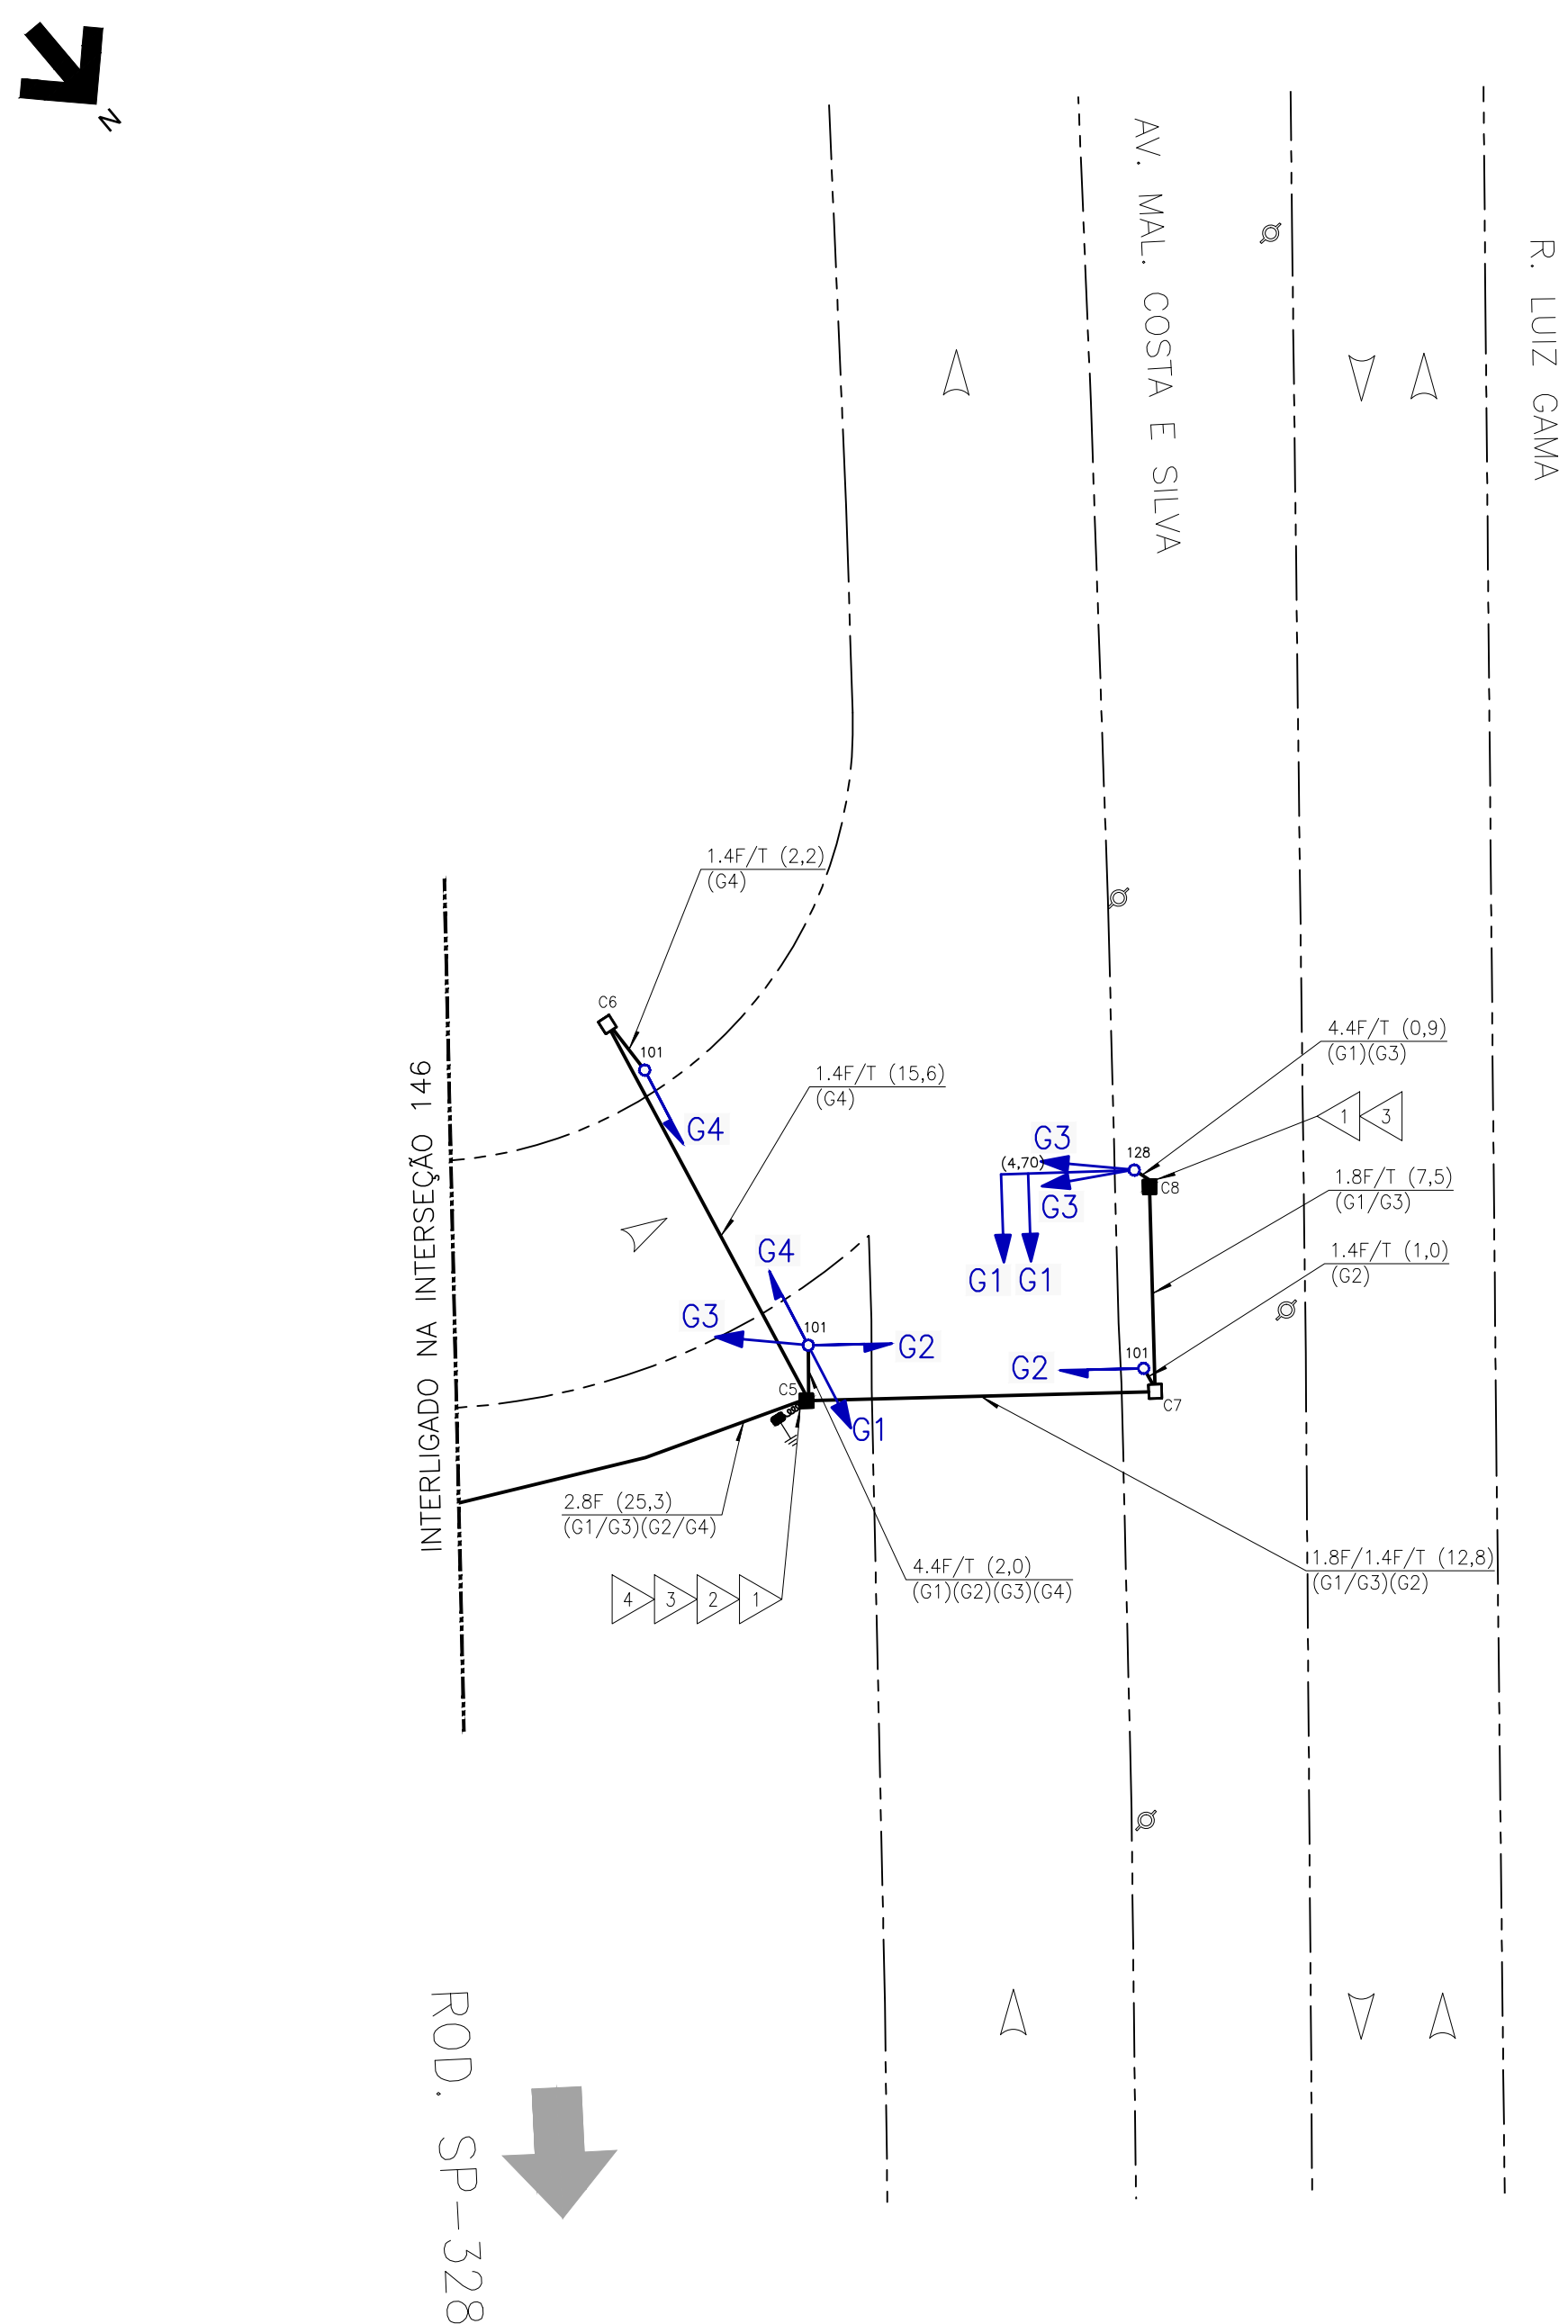 N
AV. MAL. COSTA E SILVA
R. LUIZ GAMA
1.4F/T (2,2)
(G4)
C6
101
G4
1.4F/T (15,6)
(G4)
4.4F/T (0,9)
(G1)(G3)
1
3
G3
128
(4,70)
G3
C8
1.8F/T (7,5)
(G1/G3)
G1
G1
1.4F/T (1,0)
(G2)
INTERLIGADO NA INTERSEÇÃO 146
G4
G3
101
G2
G2
101
C5
G1
C7
2.8F (25,3)
(G1/G3)(G2/G4)
4
3
2
1
4.4F/T (2,0)
(G1)(G2)(G3)(G4)
1.8F/1.4F/T (12,8)
(G1/G3)(G2)
ROD. SP-328